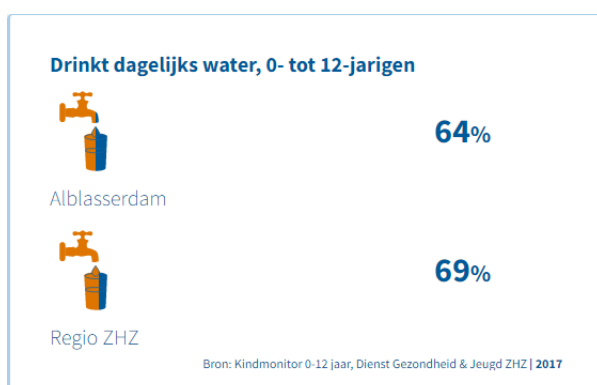 Drinkt dagelijks water, 0- tot 12-jarigen
64%
Alblasserdam
69%
Regio ZHZ
Bron: Kindmonitor 0-12 jaar, Dienst Gezondheid & Jeugd ZHZ | 2017